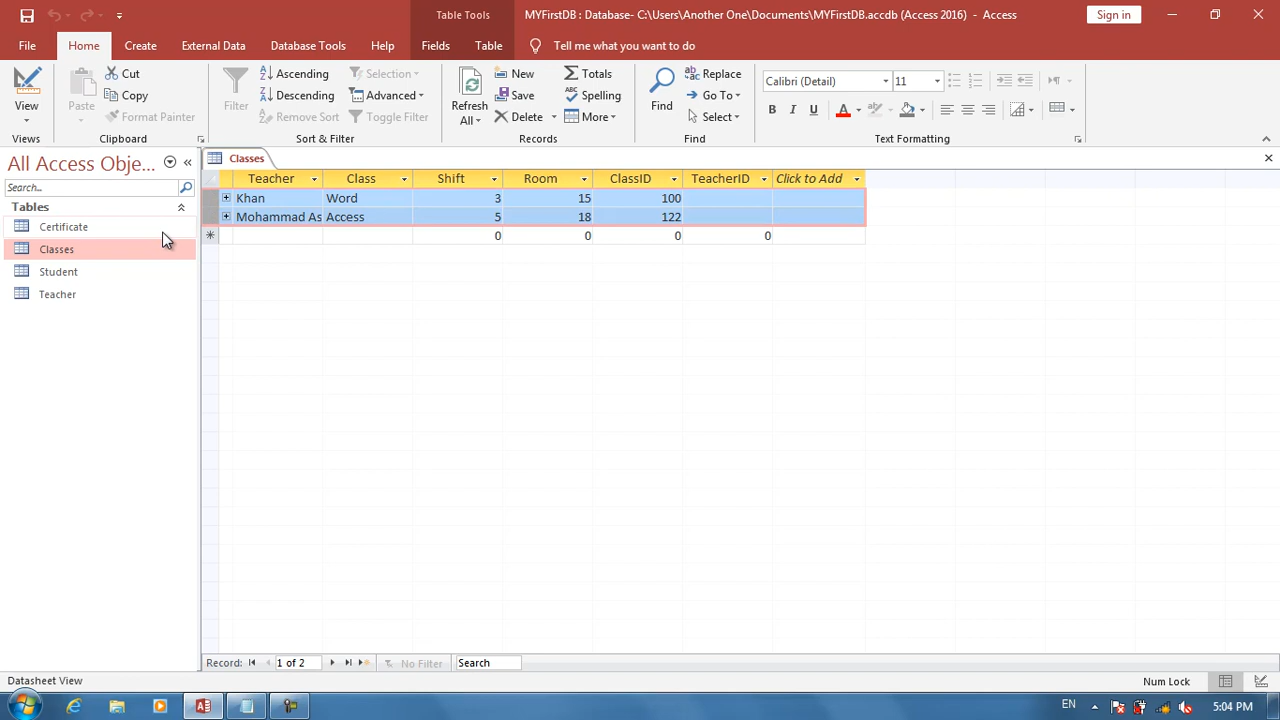 Table Tools
MYFirstDB : Database- C:\Users\Another One\Documents\MYFirstDB.accdb (Access 2016) - Access
Sign in
File Home Create External Data Database Tools Help Fields Table Tell me what you want to do
View
Views
Paste
Cut
Copy
Format Painter
Clipboard
Filter
Ascending
Descending
Remove Sort
Selection
Advanced
Toggle Filter
Sort & Filter
Refresh
All
New
Save
Delete
Totals
Spelling
More
Records
Find
Replace
Go To
Select
Find
Calibri (Detail) 11
B I U A
Text Formatting
All Access Obje...
Search...
Tables
Certificate
Classes
Student
Teacher
Classes
Teacher Class Shift Room ClassID TeacherID Click to Add
Khan Word 3 15 100
Mohammad As Access 5 18 122
0 0 0 0
Record: 1 of 2 No Filter Search
Datasheet View
Num Lock
EN
5:04 PM